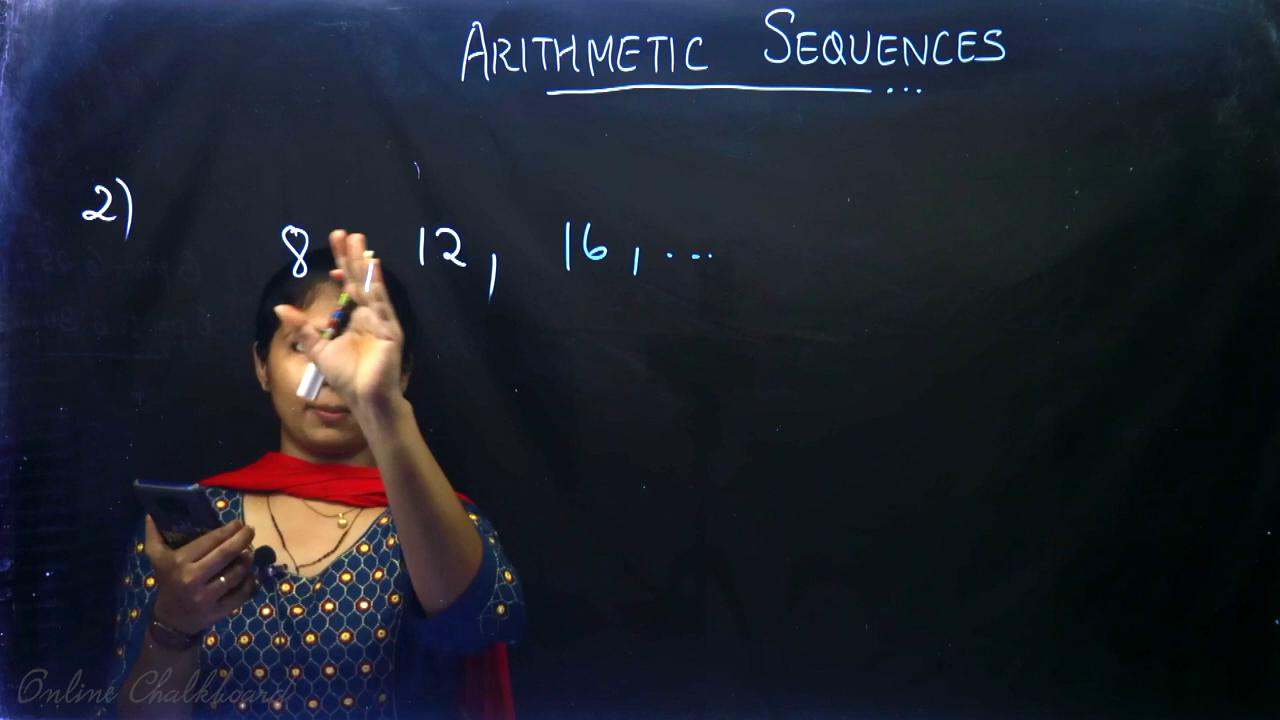 ARITHMETIC SEQUENCES
...
2)
8, 12, 16, ...
Online Chalkboard